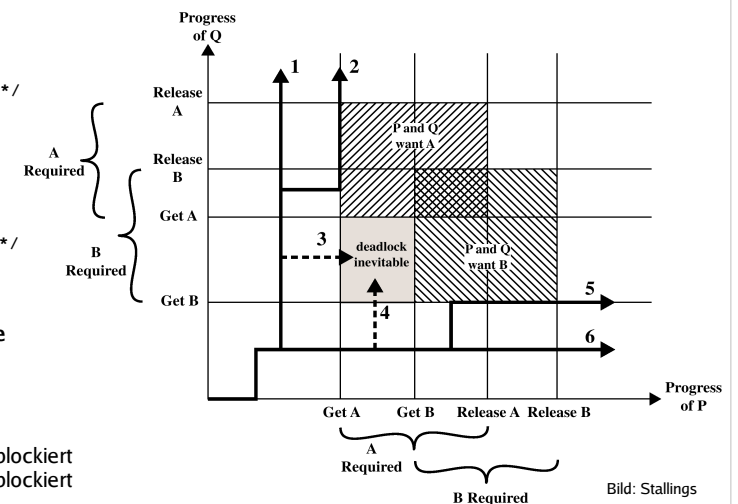 Progress
of Q
1
2
*/
Release
A
P and Q
want A
A
Required
Release
B
Get A
*/
3
deadlock
inevitable
P and Q
want B
B
Required
Get B
5
4
e
6
Progress
of P
Get A Get B Release A Release B
A
Required
blockiert
blockiert
B Required
Bild: Stallings